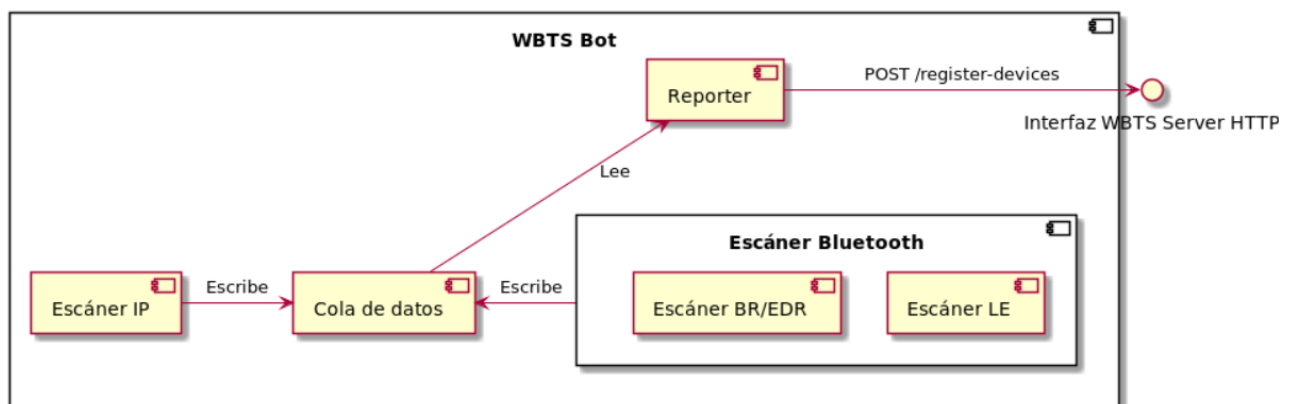 WBTS Bot
Reporter
POST /register-devices
Interfaz WBTS Server HTTP
Lee
Escáner Bluetooth
Escáner IP
Escribe
Cola de datos
Escribe
Escáner BR/EDR
Escáner LE